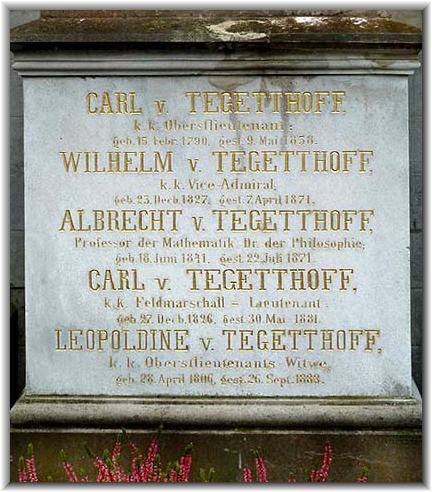 CARL v. TEGETTHOFF,
k. k. Oberstlieutenant:
geb. 15. Febr. 1790, gest. 9. Mai 1858.
WILHELM v. TEGETTHOFF,
k. k. Vice-Admiral,
geb. 23. Decb. 1827, gest. 7. April 1871,
ALBRECHT v. TEGETTHOFF,
Professor der Mathematik, Dr. der Philosophie;
geb. 18. Juni 1841. gest. 22. Juli 1871.
CARL v. TEGETTHOFF,
k. k. Feldmarschall = Lieutenant.
geb. 27. Decb. 1826, gest 30. Mai 1881.
LEOPOLDINE v. TEGETTHOFF,
k. k. Oberstlieutenants Witwe,
geb. 28. April 1806, gest. 26. Sept. 1883.